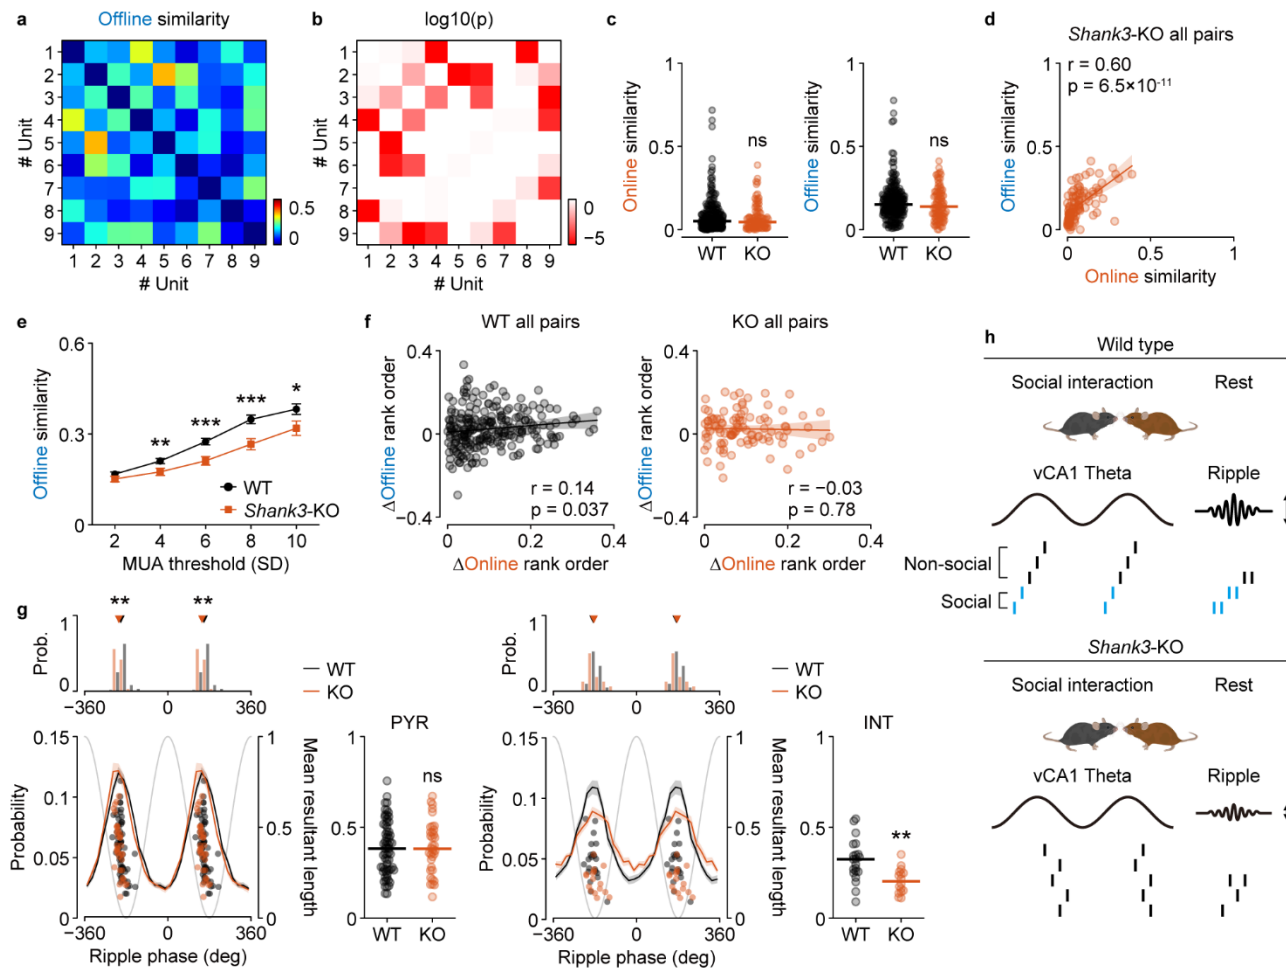 a
Offline similarity
1
2
3
4
5
6
7
8
9
# Unit
1 2 3 4 5 6 7 8 9
# Unit
0.5
0
b
log10(p)
1
2
3
4
5
6
7
8
9
# Unit
1 2 3 4 5 6 7 8 9
# Unit
0
−5
c
Online similarity
1
0.5
0
ns
WT KO
Offline similarity
1
0.5
0
ns
WT KO
d
Shank3-KO all pairs
r = 0.60
p = 6.5×10⁻¹¹
Offline similarity
1
0.5
0
0 0.5 1
Online similarity
e
Offline similarity
0.6
0.3
0
** *** *** *
WT
Shank3-KO
2 4 6 8 10
MUA threshold (SD)
f
WT all pairs
ΔOffline rank order
0.4
0
−0.4
r = 0.14
p = 0.037
0 0.2 0.4
ΔOnline rank order
KO all pairs
ΔOffline rank order
0.4
0
−0.4
r = −0.03
p = 0.78
0 0.2 0.4
ΔOnline rank order
g
** **
Prob.
1
0
−360 0 360
WT
KO
Probability
0.15
0.1
0.05
0
1
0.5
0
Mean resultant length
−360 0 360
Ripple phase (deg)
PYR
1
0.5
0
ns
WT KO
Prob.
1
0
−360 0 360
WT
KO
Probability
0.15
0.1
0.05
0
1
0.5
0
Mean resultant length
−360 0 360
Ripple phase (deg)
INT
1
0.5
0
**
WT KO
h
Wild type
Social interaction Rest
vCA1 Theta Ripple
Non-social
Social
Shank3-KO
Social interaction Rest
vCA1 Theta Ripple